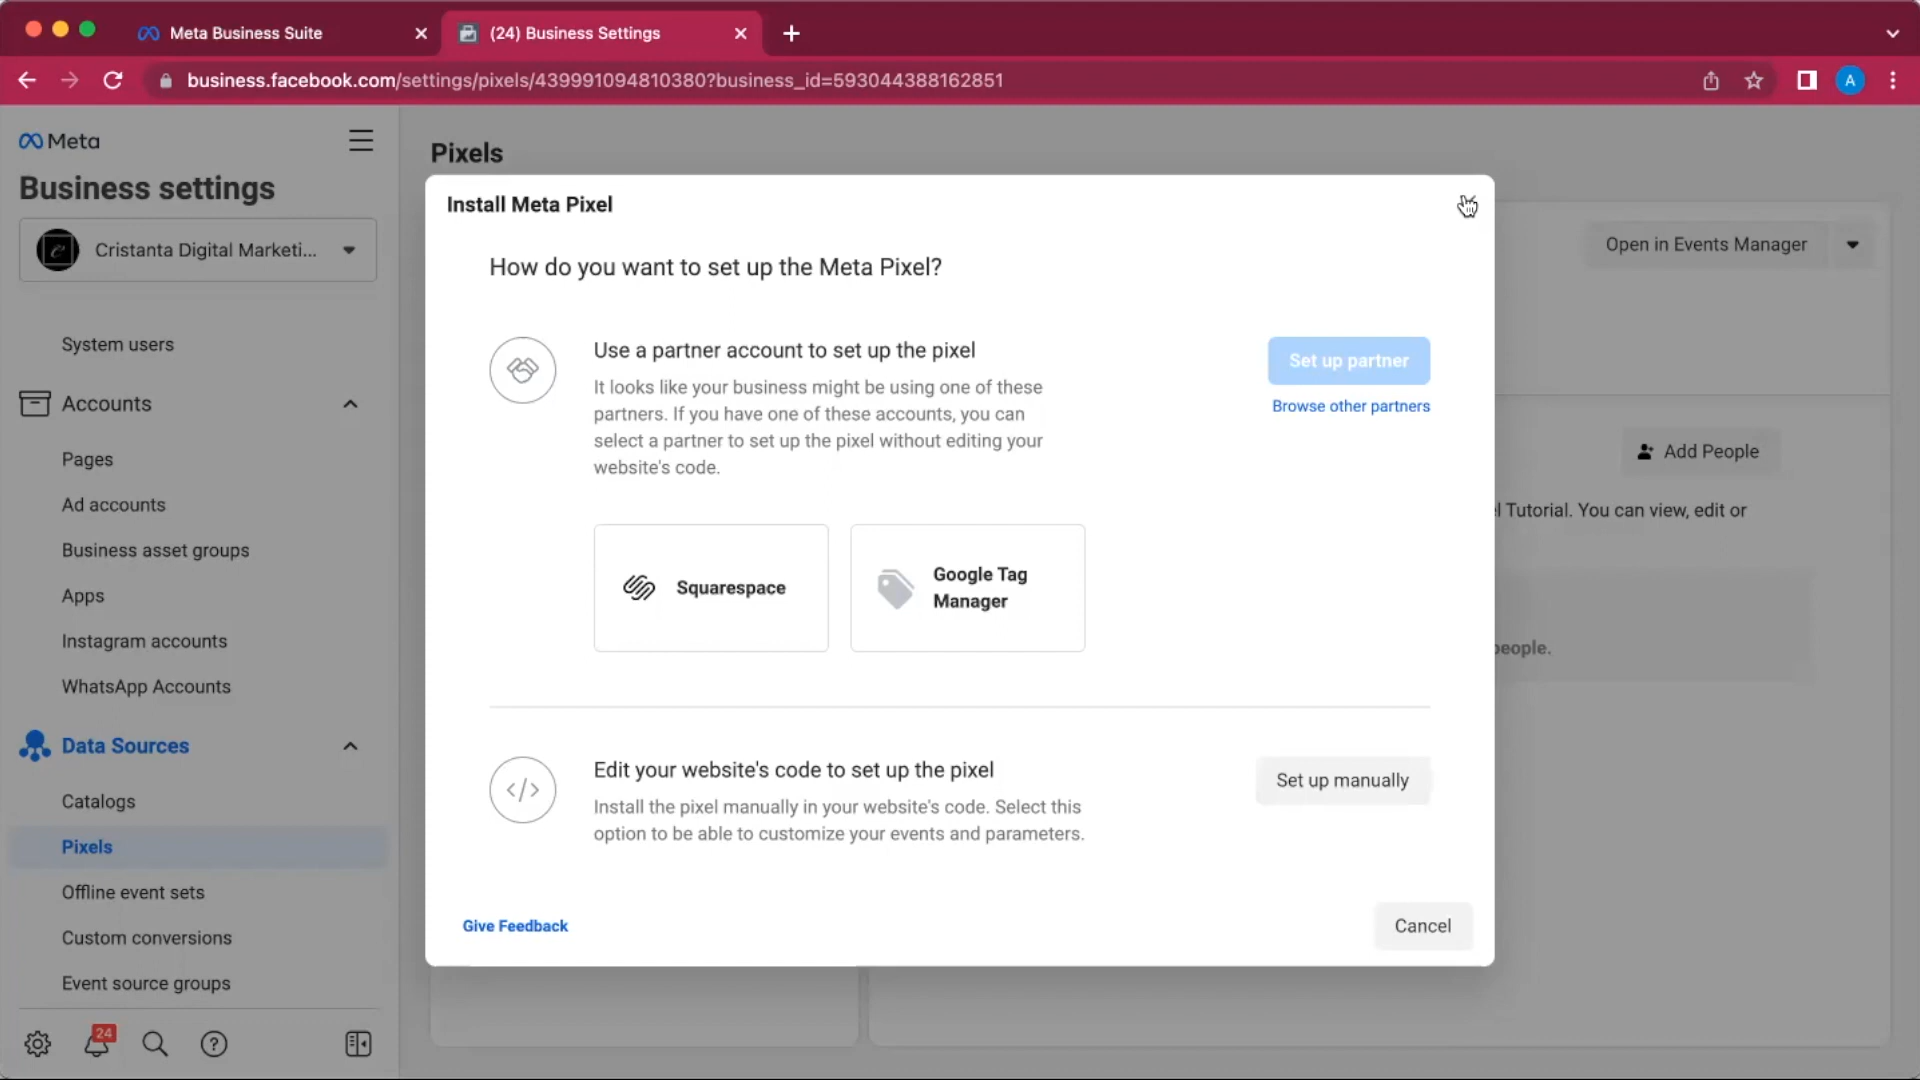 Meta Business Suite
(24) Business Settings
business.facebook.com/settings/pixels/439991094810380?business_id=593044388162851
A
Meta
Business settings
Cristanta Digital Marketi...
System users
Accounts
Pages
Ad accounts
Business asset groups
Apps
Instagram accounts
WhatsApp Accounts
Data Sources
Catalogs
Pixels
Offline event sets
Custom conversions
Event source groups
24
Pixels
Open in Events Manager
Add People
l Tutorial. You can view, edit or
people.
Install Meta Pixel
How do you want to set up the Meta Pixel?
Use a partner account to set up the pixel
It looks like your business might be using one of these
partners. If you have one of these accounts, you can
select a partner to set up the pixel without editing your
website's code.
Set up partner
Browse other partners
Squarespace
Google Tag
Manager
Edit your website's code to set up the pixel
Install the pixel manually in your website's code. Select this
option to be able to customize your events and parameters.
Set up manually
Give Feedback
Cancel